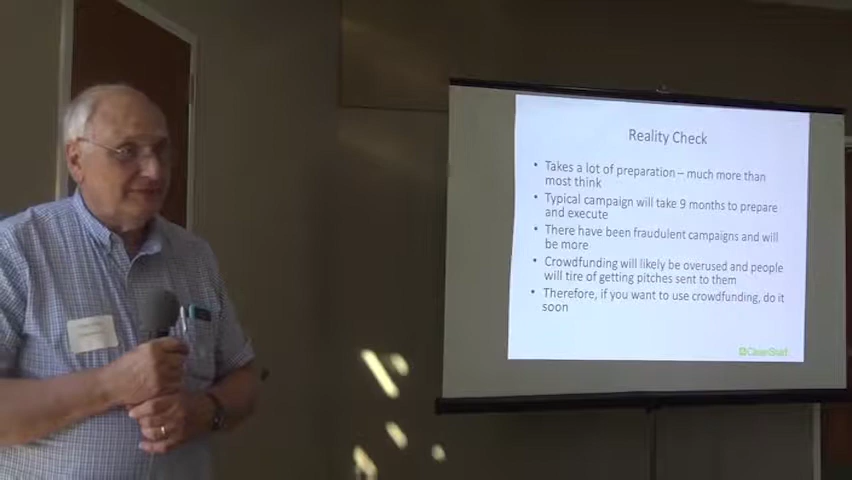 Reality Check
• Takes a lot of preparation – much more than
most think
• Typical campaign will take 9 months to prepare
and execute
• There have been fraudulent campaigns and will
be more
• Crowdfunding will likely be overused and people
will tire of getting pitches sent to them
• Therefore, if you want to use crowdfunding, do it
soon
CleanStart